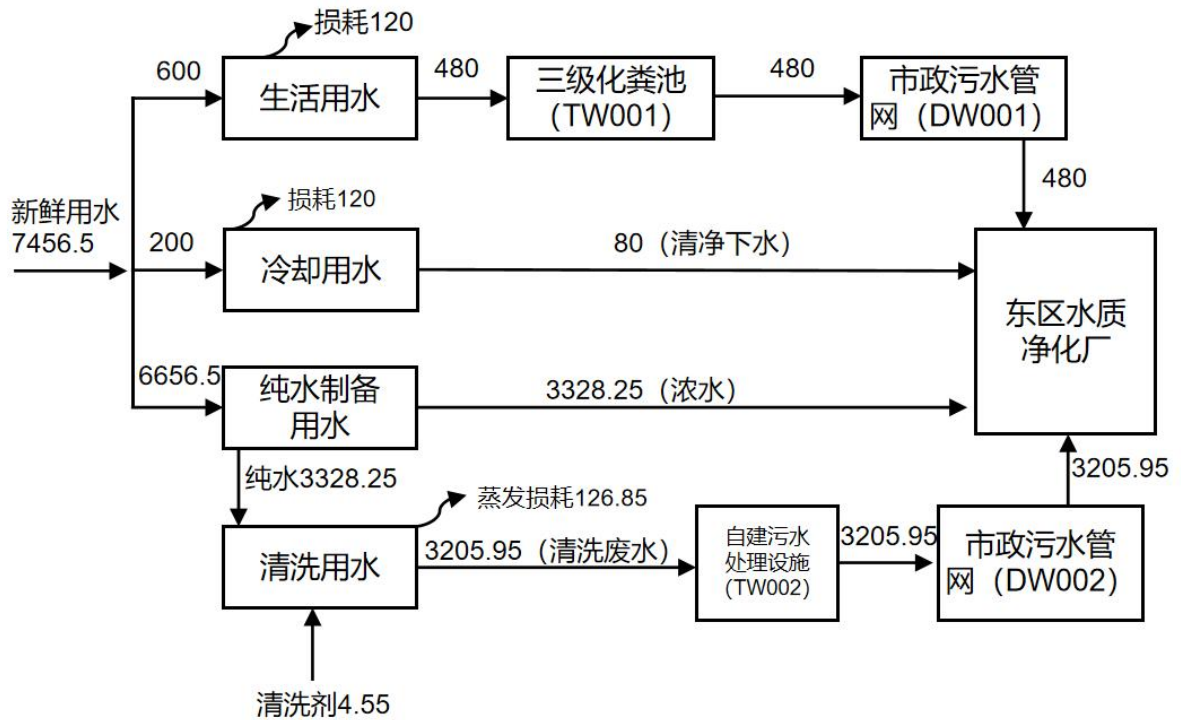 损耗120
600
生活用水
480
三级化粪池
（TW001）
480
市政污水管
网（DW001）
480
新鲜用水
7456.5
损耗120
200
冷却用水
80（清净下水）
东区水质
净化厂
6656.5
纯水制备
用水
3328.25（浓水）
纯水3328.25
蒸发损耗126.85
3205.95
清洗用水
3205.95（清洗废水）
自建污水
处理设施
(TW002)
3205.95
市政污水管
网（DW002）
清洗剂4.55